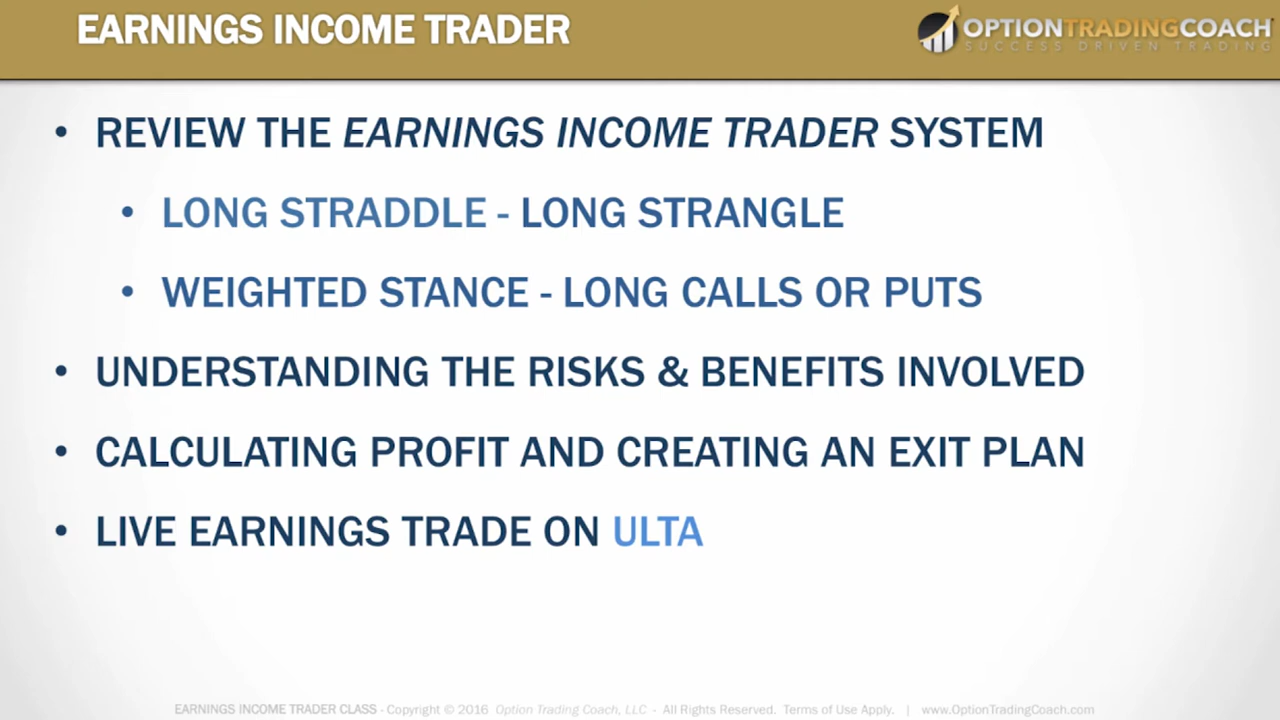 EARNINGS INCOME TRADER
OPTIONTRADINGCOACH
SUCCESS DRIVEN TRADING
• REVIEW THE EARNINGS INCOME TRADER SYSTEM
• LONG STRADDLE - LONG STRANGLE
• WEIGHTED STANCE - LONG CALLS OR PUTS
• UNDERSTANDING THE RISKS & BENEFITS INVOLVED
• CALCULATING PROFIT AND CREATING AN EXIT PLAN
• LIVE EARNINGS TRADE ON ULTA
EARNINGS INCOME TRADER CLASS - Copyright © 2016 Option Trading Coach, LLC - All Rights Reserved. Terms of Use Apply. | www.OptionTradingCoach.com